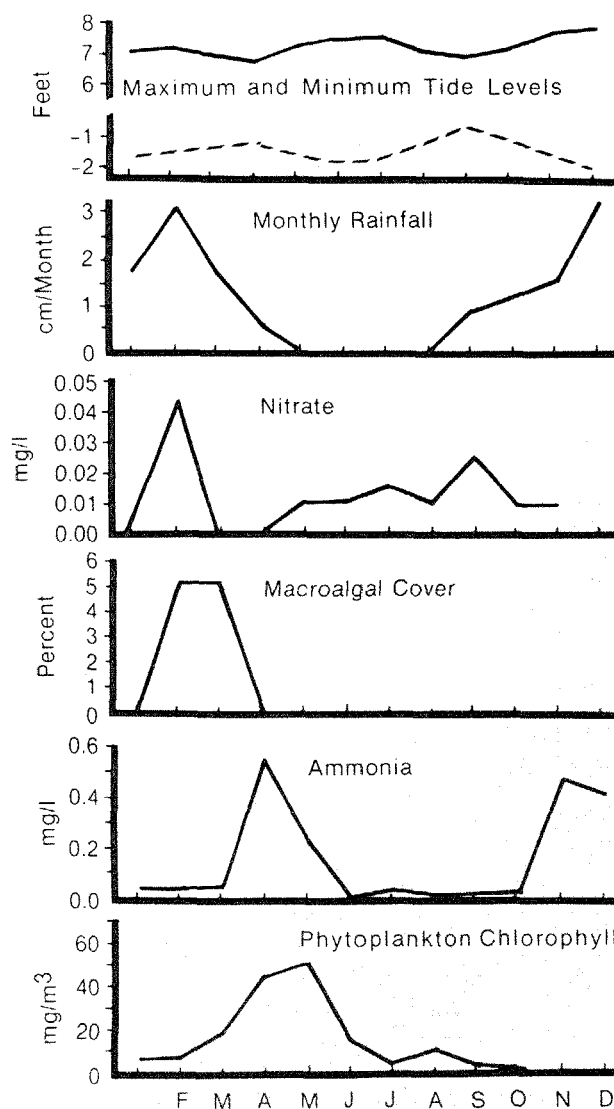 8
7
6
Feet
Maximum and Minimum Tide Levels
-1
-2
3
2
1
0
cm/Month
Monthly Rainfall
0.05
0.04
0.03
0.02
0.01
0.00
mg/l
Nitrate
6
5
4
3
2
1
0
Percent
Macroalgal Cover
0.6
0.4
0.2
0.0
mg/l
Ammonia
60
40
20
0
mg/m3
Phytoplankton Chlorophyll
F M A M J J A S O N D